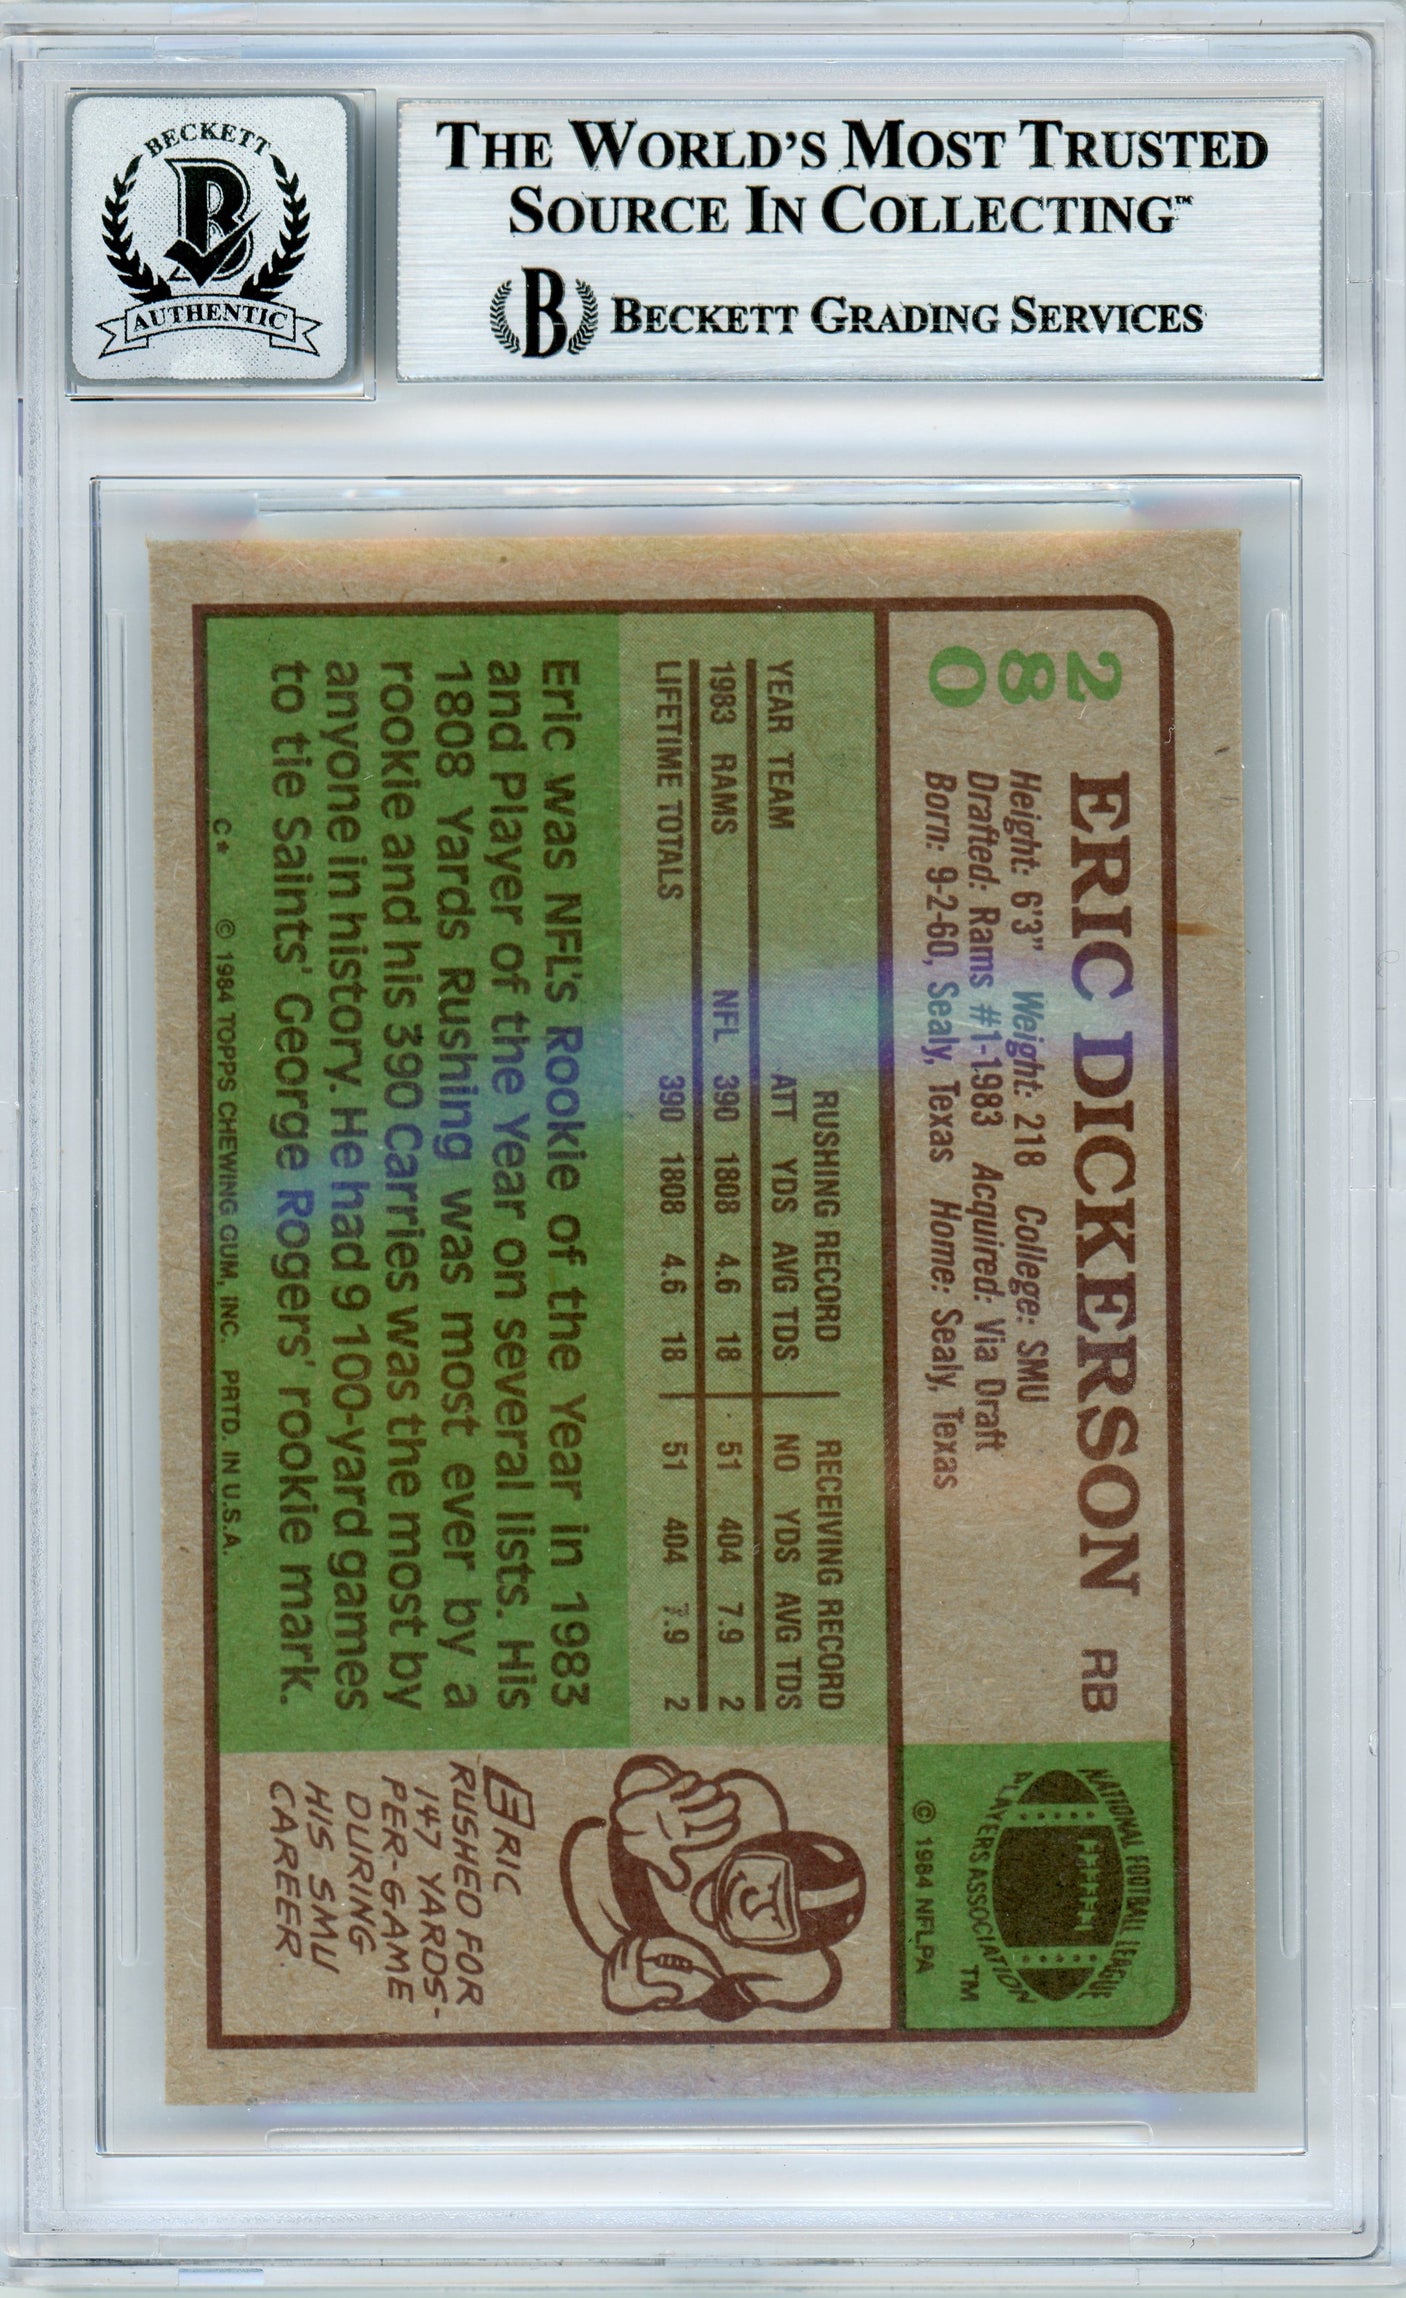 BECKETT
AUTHENTIC
THE WORLD'S MOST TRUSTED
SOURCE IN COLLECTING™
B BECKETT GRADING SERVICES
280
ERIC DICKERSON RB
Height: 6'3" Weight: 218 College: SMU
Drafted: Rams #1-1983 Acquired: Via Draft
Born: 9-2-60, Sealy, Texas Home: Sealy, Texas
NATIONAL FOOTBALL LEAGUE
PLAYERS ASSOCIATION TM
© 1984 NFLPA
RUSHING RECORD RECEIVING RECORD
YEAR TEAM ATT YDS AVG TDS NO YDS AVG TDS
1983 RAMS NFL 390 1808 4.6 18 51 404 7.9 2
LIFETIME TOTALS 390 1808 4.6 18 51 404 7.9 2
Eric was NFL's Rookie of the Year in 1983
and Player of the Year on several lists. His
1808 Yards Rushing was most ever by a
rookie and his 390 Carries was the most by
anyone in history. He had 9 100-yard games
to tie Saints' George Rogers' rookie mark.
ERIC
RUSHED FOR
147 YARDS-
PER-GAME
DURING
HIS SMU
CAREER.
C* © 1984 TOPPS CHEWING GUM, INC. PRTD. IN U.S.A.